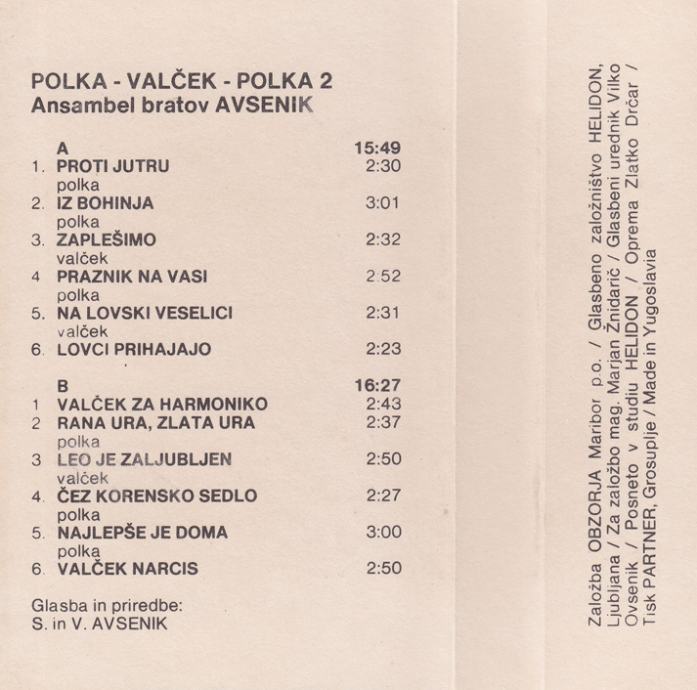 POLKA - VALČEK - POLKA 2
Ansambel bratov AVSENIK
A 15:49
1. PROTI JUTRU 2:30
polka
2. IZ BOHINJA 3:01
polka
3. ZAPLEŠIMO 2:32
valček
4 PRAZNIK NA VASI 2:52
polka
5. NA LOVSKI VESELICI 2:31
valček
6. LOVCI PRIHAJAJO 2:23
B 16:27
1 VALČEK ZA HARMONIKO 2:43
2 RANA URA, ZLATA URA 2:37
polka
3 LEO JE ZALJUBLJEN 2:50
valček
4. ČEZ KORENSKO SEDLO 2:27
polka
5. NAJLEPŠE JE DOMA 3:00
polka
6. VALČEK NARCIS 2:50
Glasba in priredbe:
S. in V. AVSENIK
Založba OBZORJA Maribor p.o. / Glasbeno založništvo HELIDON,
Ljubljana / Za založbo mag. Marjan Žnidarič / Glasbeni urednik Vilko
Ovsenik / Posneto v studiu HELIDON / Oprema Zlatko Drčar /
Tisk PARTNER, Grosuplje / Made in Yugoslavia